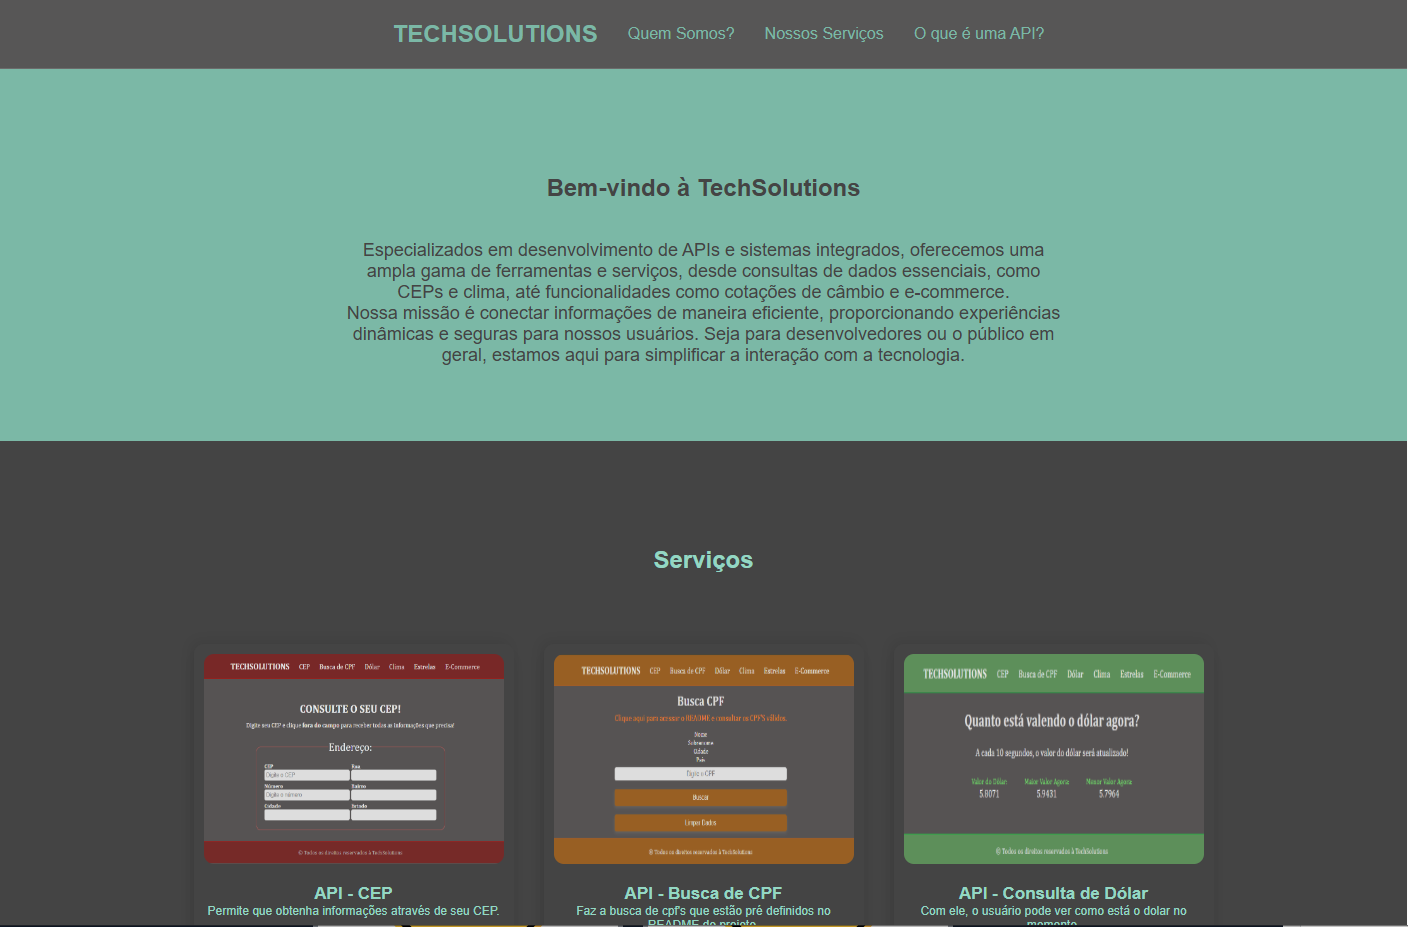 TECHSOLUTIONS Quem Somos? Nossos Serviços O que é uma API?
Bem-vindo à TechSolutions
Especializados em desenvolvimento de APIs e sistemas integrados, oferecemos uma
ampla gama de ferramentas e serviços, desde consultas de dados essenciais, como
CEPs e clima, até funcionalidades como cotações de câmbio e e-commerce.
Nossa missão é conectar informações de maneira eficiente, proporcionando experiências
dinâmicas e seguras para nossos usuários. Seja para desenvolvedores ou o público em
geral, estamos aqui para simplificar a interação com a tecnologia.
Serviços
TECHSOLUTIONS CEP Busca de CPF Dólar Clima Estrelas E-Commerce
CONSULTE O SEU CEP!
Digite seu CEP e clique fora do campo para receber todas as informações que precisa!
Endereço:
CEP Rua
Digite o CEP
Número Bairro
Digite o número
Cidade Estado
© Todos os direitos reservados à TechSolutions
API - CEP
Permite que obtenha informações através de seu CEP.
TECHSOLUTIONS CEP Busca de CPF Dólar Clima Estrelas E-Commerce
Busca CPF
Clique aqui para acessar o README e consultar os CPF'S válidos.
Nome
Sobrenome
Cidade
País
Digite o CPF
Buscar
Limpar Dados
© Todos os direitos reservados à TechSolutions
API - Busca de CPF
Faz a busca de cpf's que estão pré definidos no
README do projeto
TECHSOLUTIONS CEP Busca de CPF Dólar Clima Estrelas E-Commerce
Quanto está valendo o dólar agora?
A cada 10 segundos, o valor do dólar será atualizado!
Valor do Dólar Maior Valor Agora Menor Valor Agora
5.8071 5.9431 5.7964
© Todos os direitos reservados à TechSolutions
API - Consulta de Dólar
Com ele, o usuário pode ver como está o dolar no
momento